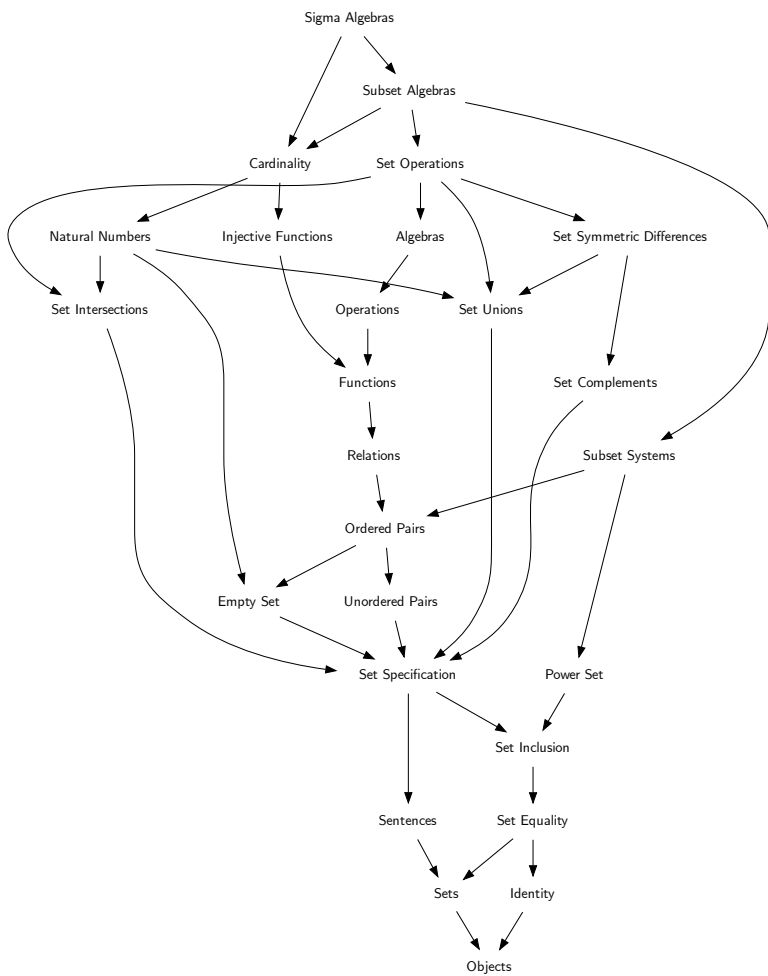 Sigma Algebras
Subset Algebras
Cardinality
Set Operations
Natural Numbers
Injective Functions
Algebras
Set Symmetric Differences
Set Intersections
Operations
Set Unions
Functions
Set Complements
Relations
Subset Systems
Ordered Pairs
Empty Set
Unordered Pairs
Set Specification
Power Set
Set Inclusion
Sentences
Set Equality
Sets
Identity
Objects